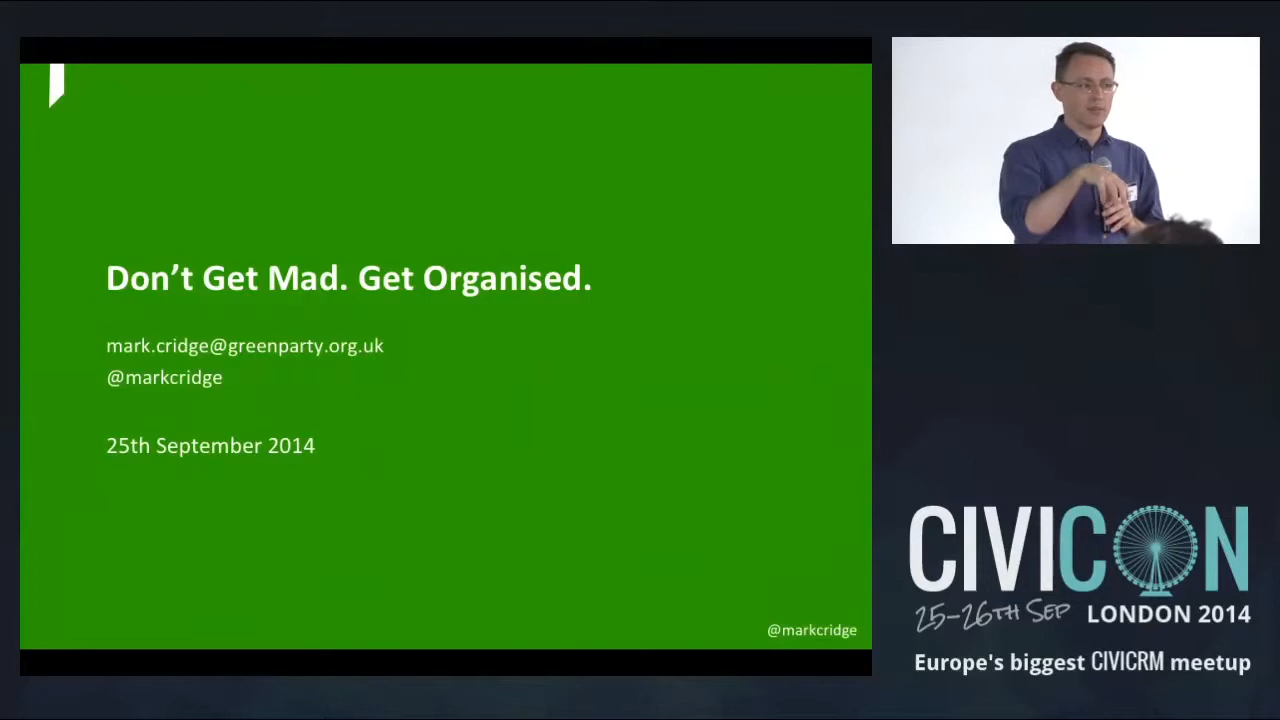 Don’t Get Mad. Get Organised.
mark.cridge@greenparty.org.uk
@markcridge
25th September 2014
@markcridge
CIVICON
25-26TH SEP LONDON 2014
Europe's biggest CIVICRM meetup